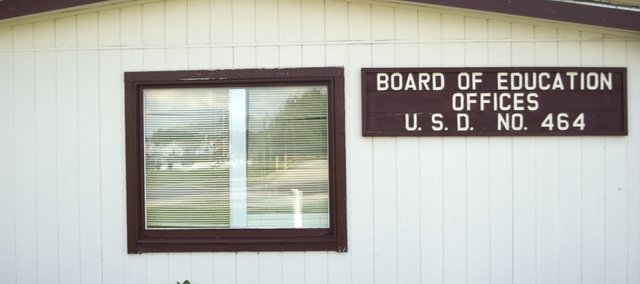 BOARD OF EDUCATION
OFFICES
U. S. D. NO. 464